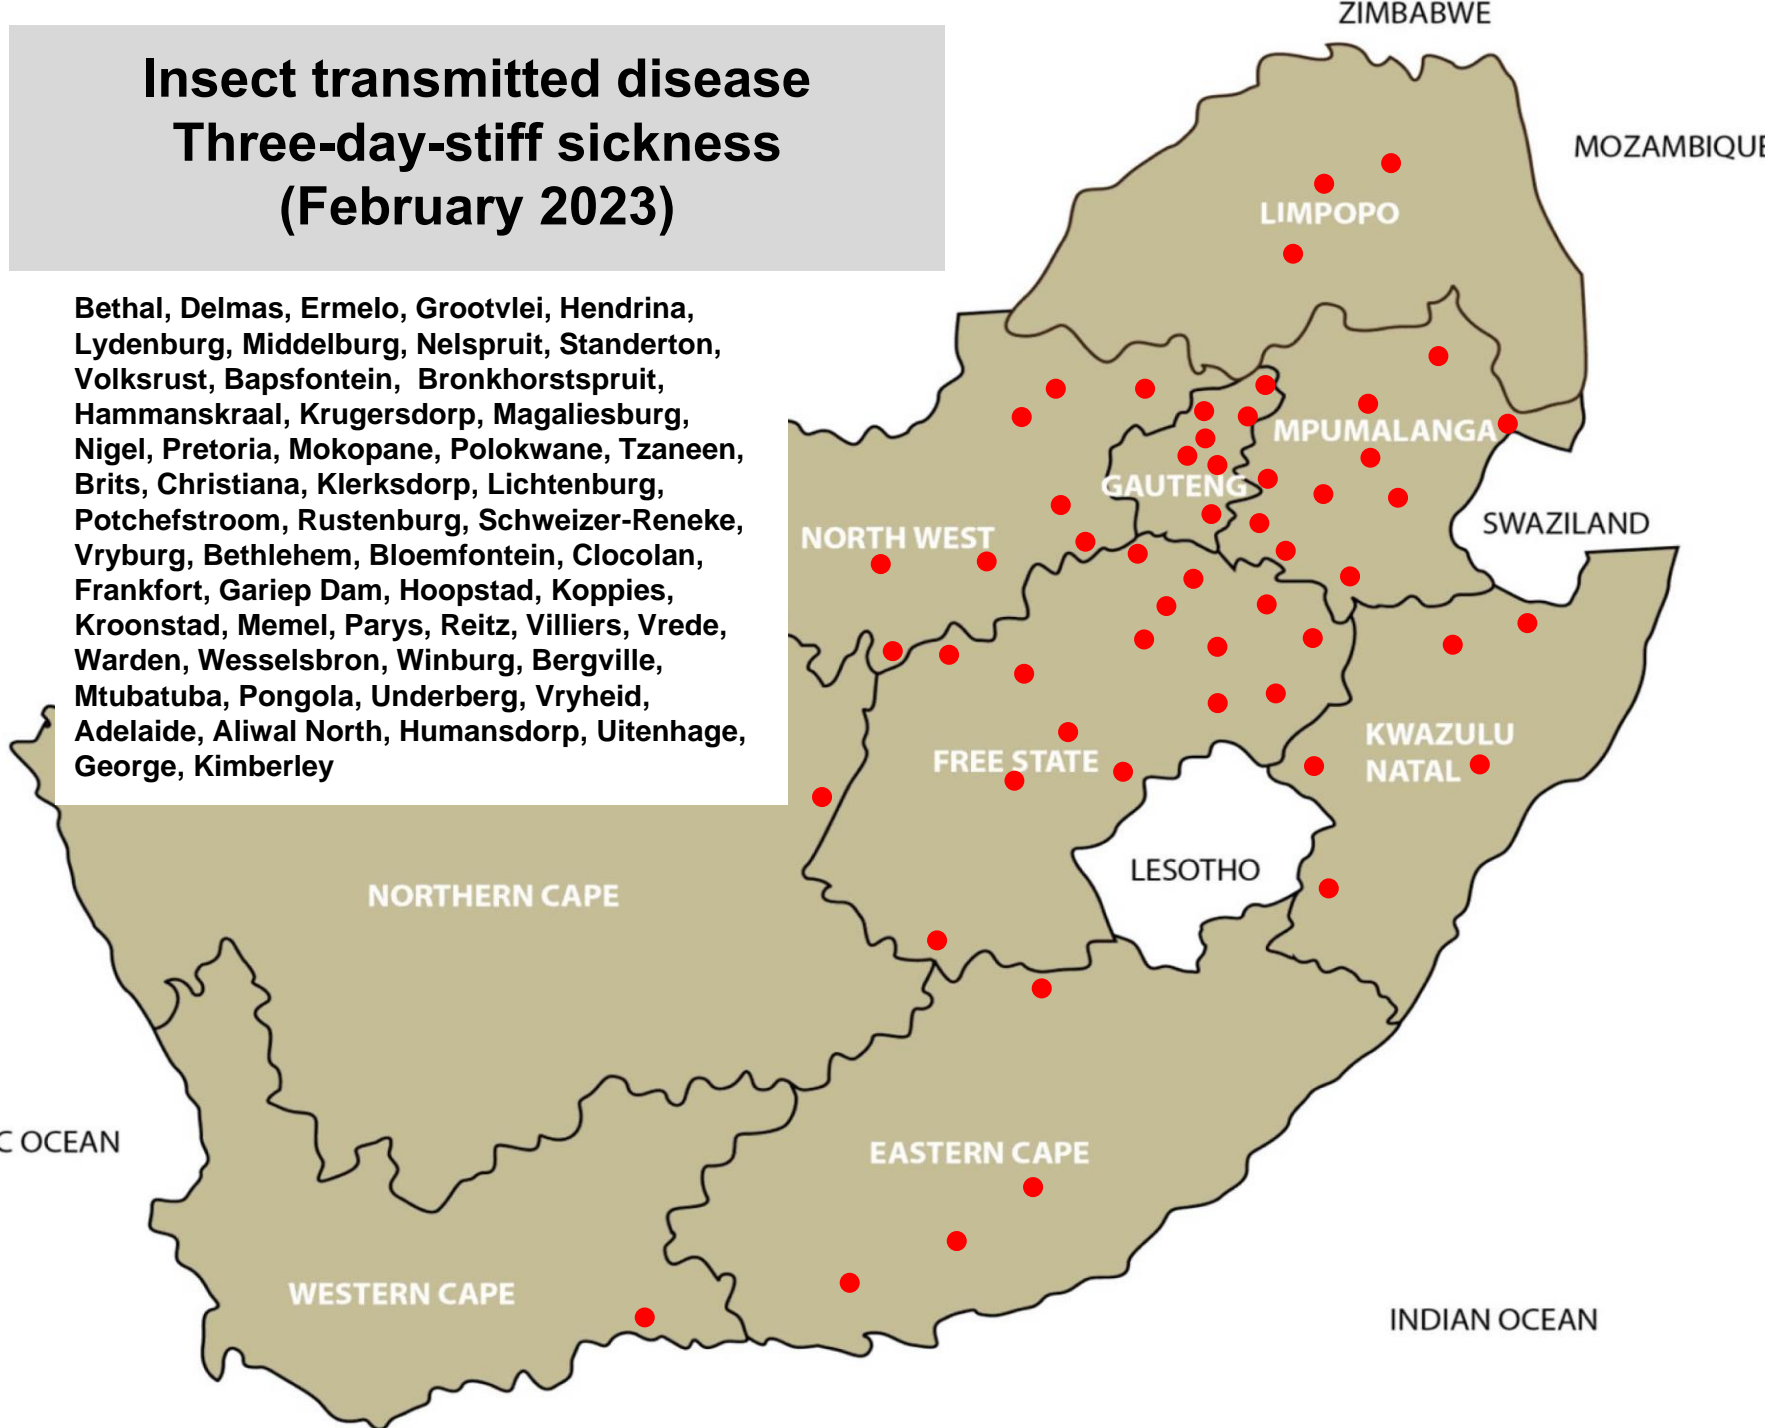 ZIMBABWE
Insect transmitted disease
Three-day-stiff sickness
(February 2023)
MOZAMBIQUE
LIMPOPO
Bethal, Delmas, Ermelo, Grootvlei, Hendrina,
Lydenburg, Middelburg, Nelspruit, Standerton,
Volksrust, Bapsfontein, Bronkhorstspruit,
Hammanskraal, Krugersdorp, Magaliesburg,
Nigel, Pretoria, Mokopane, Polokwane, Tzaneen,
Brits, Christiana, Klerksdorp, Lichtenburg,
Potchefstroom, Rustenburg, Schweizer-Reneke,
Vryburg, Bethlehem, Bloemfontein, Clocolan,
Frankfort, Gariep Dam, Hoopstad, Koppies,
Kroonstad, Memel, Parys, Reitz, Villiers, Vrede,
Warden, Wesselsbron, Winburg, Bergville,
Mtubatuba, Pongola, Underberg, Vryheid,
Adelaide, Aliwal North, Humansdorp, Uitenhage,
George, Kimberley
MPUMALANGA
GAUTENG
NORTH WEST
SWAZILAND
KWAZULU
NATAL
FREE STATE
LESOTHO
NORTHERN CAPE
C OCEAN
EASTERN CAPE
WESTERN CAPE
INDIAN OCEAN